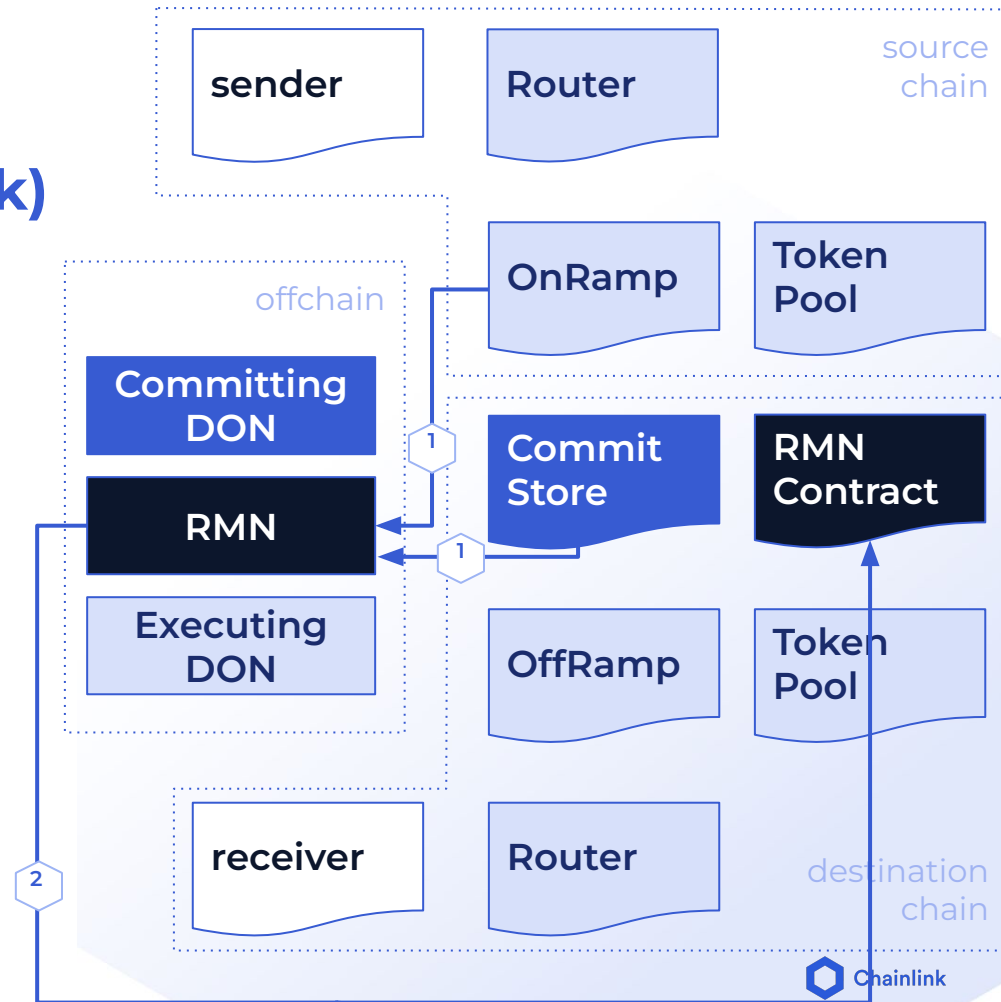 sender
Router
source
chain
k)
OnRamp
Token
Pool
offchain
Committing
DON
1
Commit
Store
RMN
Contract
RMN
1
Executing
DON
OffRamp
Token
Pool
receiver
Router
destination
chain
2
Chainlink